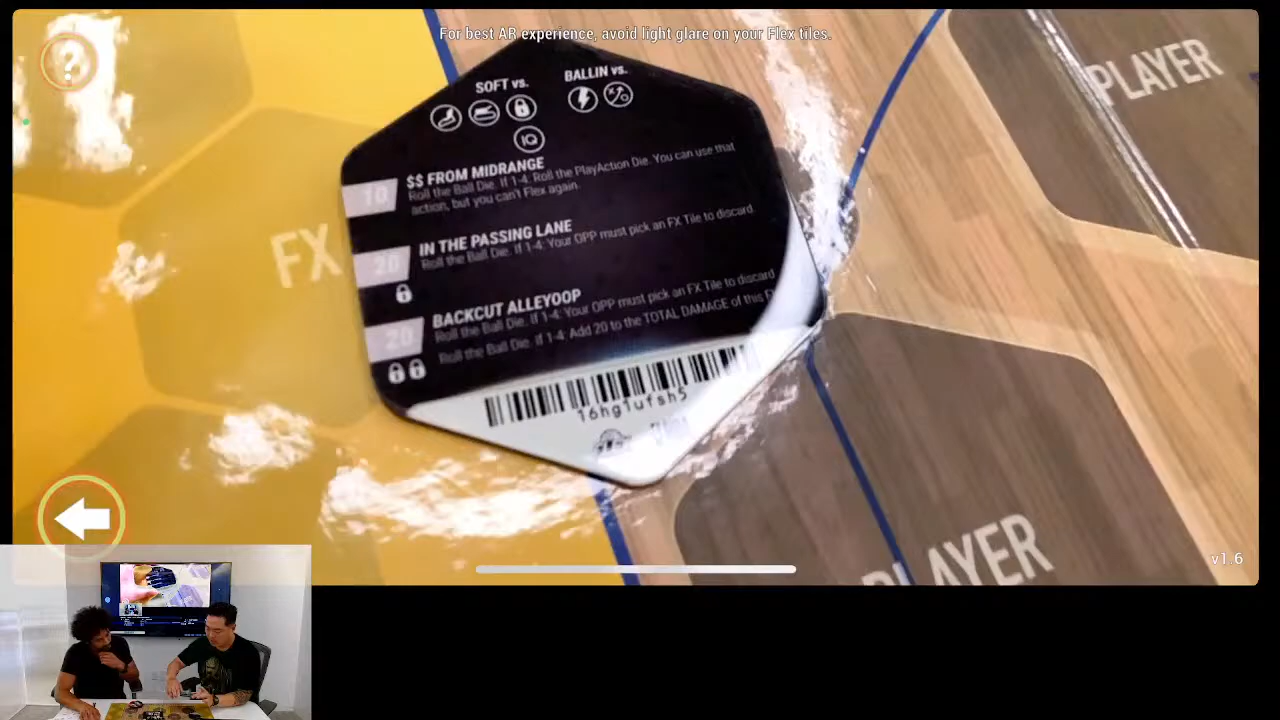 For best AR experience, avoid light glare on your Flex tiles.
?
SOFT vs.
BALLIN vs.
IQ
10
$$ FROM MIDRANGE
Roll the Ball Die. If 1-4: Roll the PlayAction Die. You can use that
action, but you can't Flex again.
20
IN THE PASSING LANE
Roll the Ball Die. If 1-4: Your OPP must pick an FX Tile to discard
20
BACKCUT ALLEYOOP
Roll the Ball Die. If 1-4: Your OPP must pick an FX Tile to discard
Roll the Ball Die. If 1-4: Add 20 to the TOTAL DAMAGE of this F
16hg1ufsh5
FX
PLAYER
PLAYER
v1.6